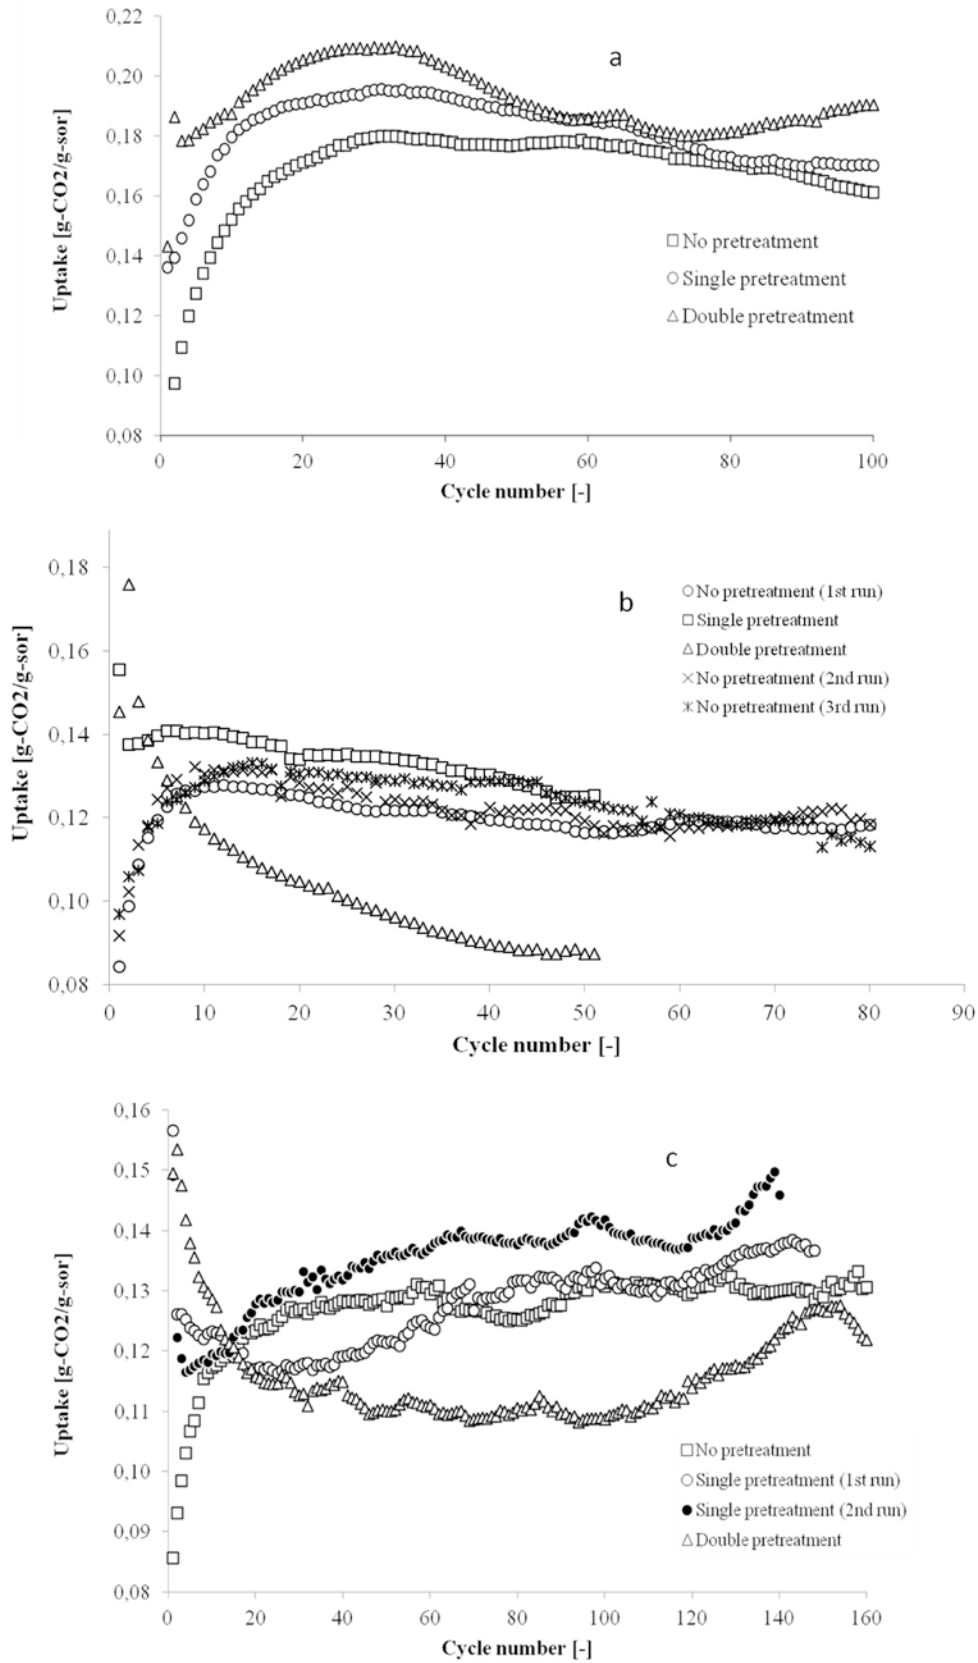 0,22
0,20
0,18
0,16
0,14
0,12
0,10
0,08
Uptake [g-CO2/g-sor]
a
□ No pretreatment
○ Single pretreatment
△ Double pretreatment
0 20 40 60 80 100
Cycle number [-]
0,18
0,16
0,14
0,12
0,10
0,08
Uptake [g-CO2/g-sor]
b
○ No pretreatment (1st run)
□ Single pretreatment
△ Double pretreatment
× No pretreatment (2nd run)
✳ No pretreatment (3rd run)
0 10 20 30 40 50 60 70 80 90
Cycle number [-]
0,16
0,15
0,14
0,13
0,12
0,11
0,10
0,09
0,08
Uptake [g-CO2/g-sor]
c
□ No pretreatment
○ Single pretreatment (1st run)
● Single pretreatment (2nd run)
△ Double pretreatment
0 20 40 60 80 100 120 140 160
Cycle number [-]